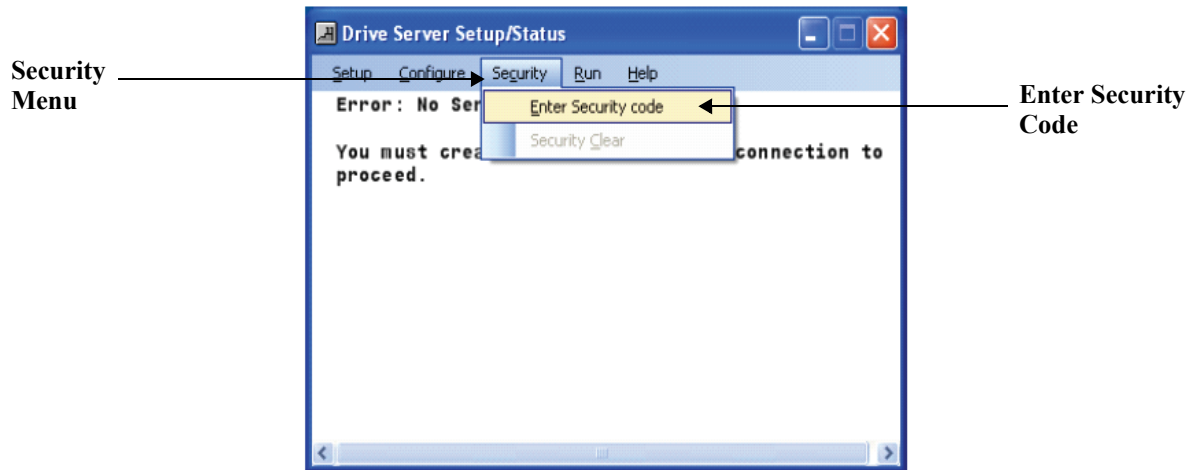 Drive Server Setup/Status
Security
Menu
Setup Configure Security Run Help
Error: No Ser
Enter Security code
Enter Security
Code
Security Clear
You must crea connection to
proceed.